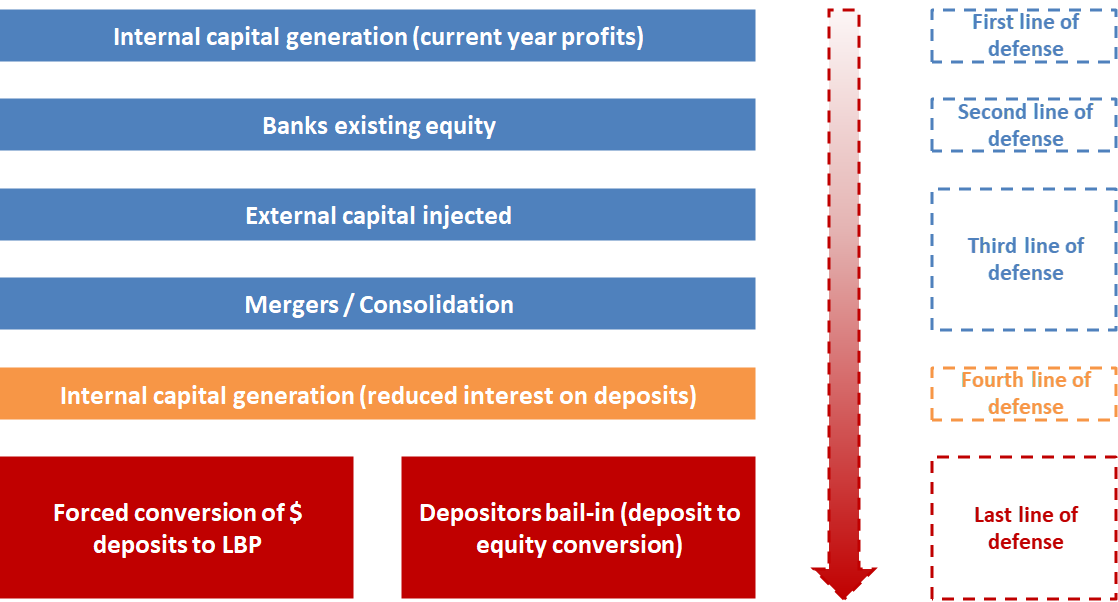 Internal capital generation (current year profits)
First line of
defense
Banks existing equity
Second line of
defense
External capital injected
Mergers / Consolidation
Third line of
defense
Internal capital generation (reduced interest on deposits)
Fourth line of
defense
Forced conversion of $
deposits to LBP
Depositors bail-in (deposit to
equity conversion)
Last line of
defense